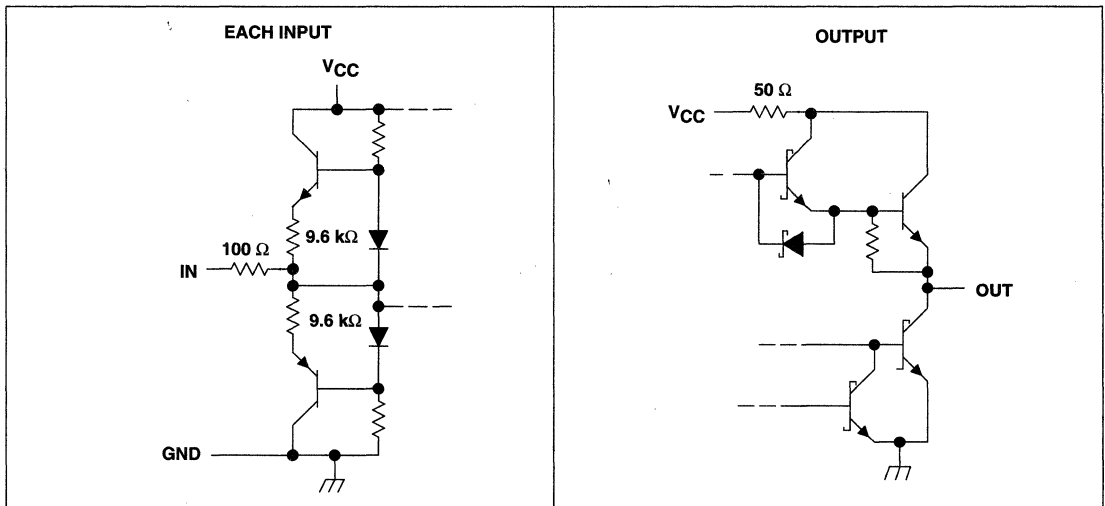 EACH INPUT
VCC
9.6 kΩ
100 Ω
IN
9.6 kΩ
GND
OUTPUT
50 Ω
VCC
OUT